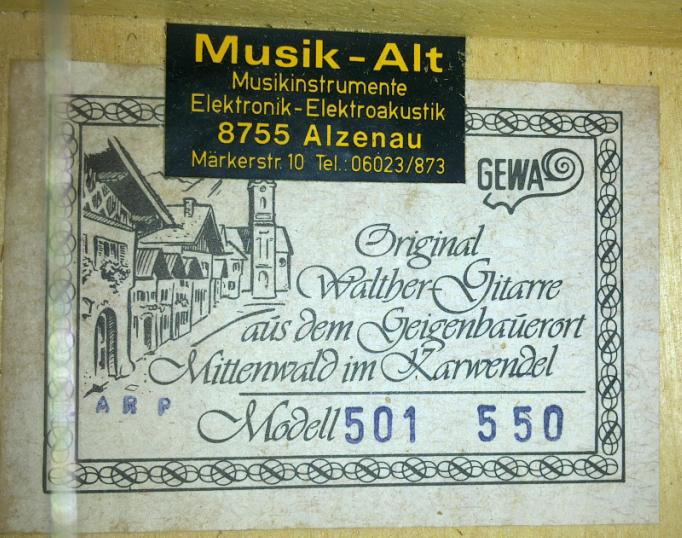 Musik-Alt
Musikinstrumente
Elektronik-Elektroakustik
8755 Alzenau
Märkerstr. 10 Tel.: 06023/873
GEWA
Original
Walther-Gitarre
aus dem Geigenbauerort
Mittenwald im Karwendel
ARP
Modell 501 550